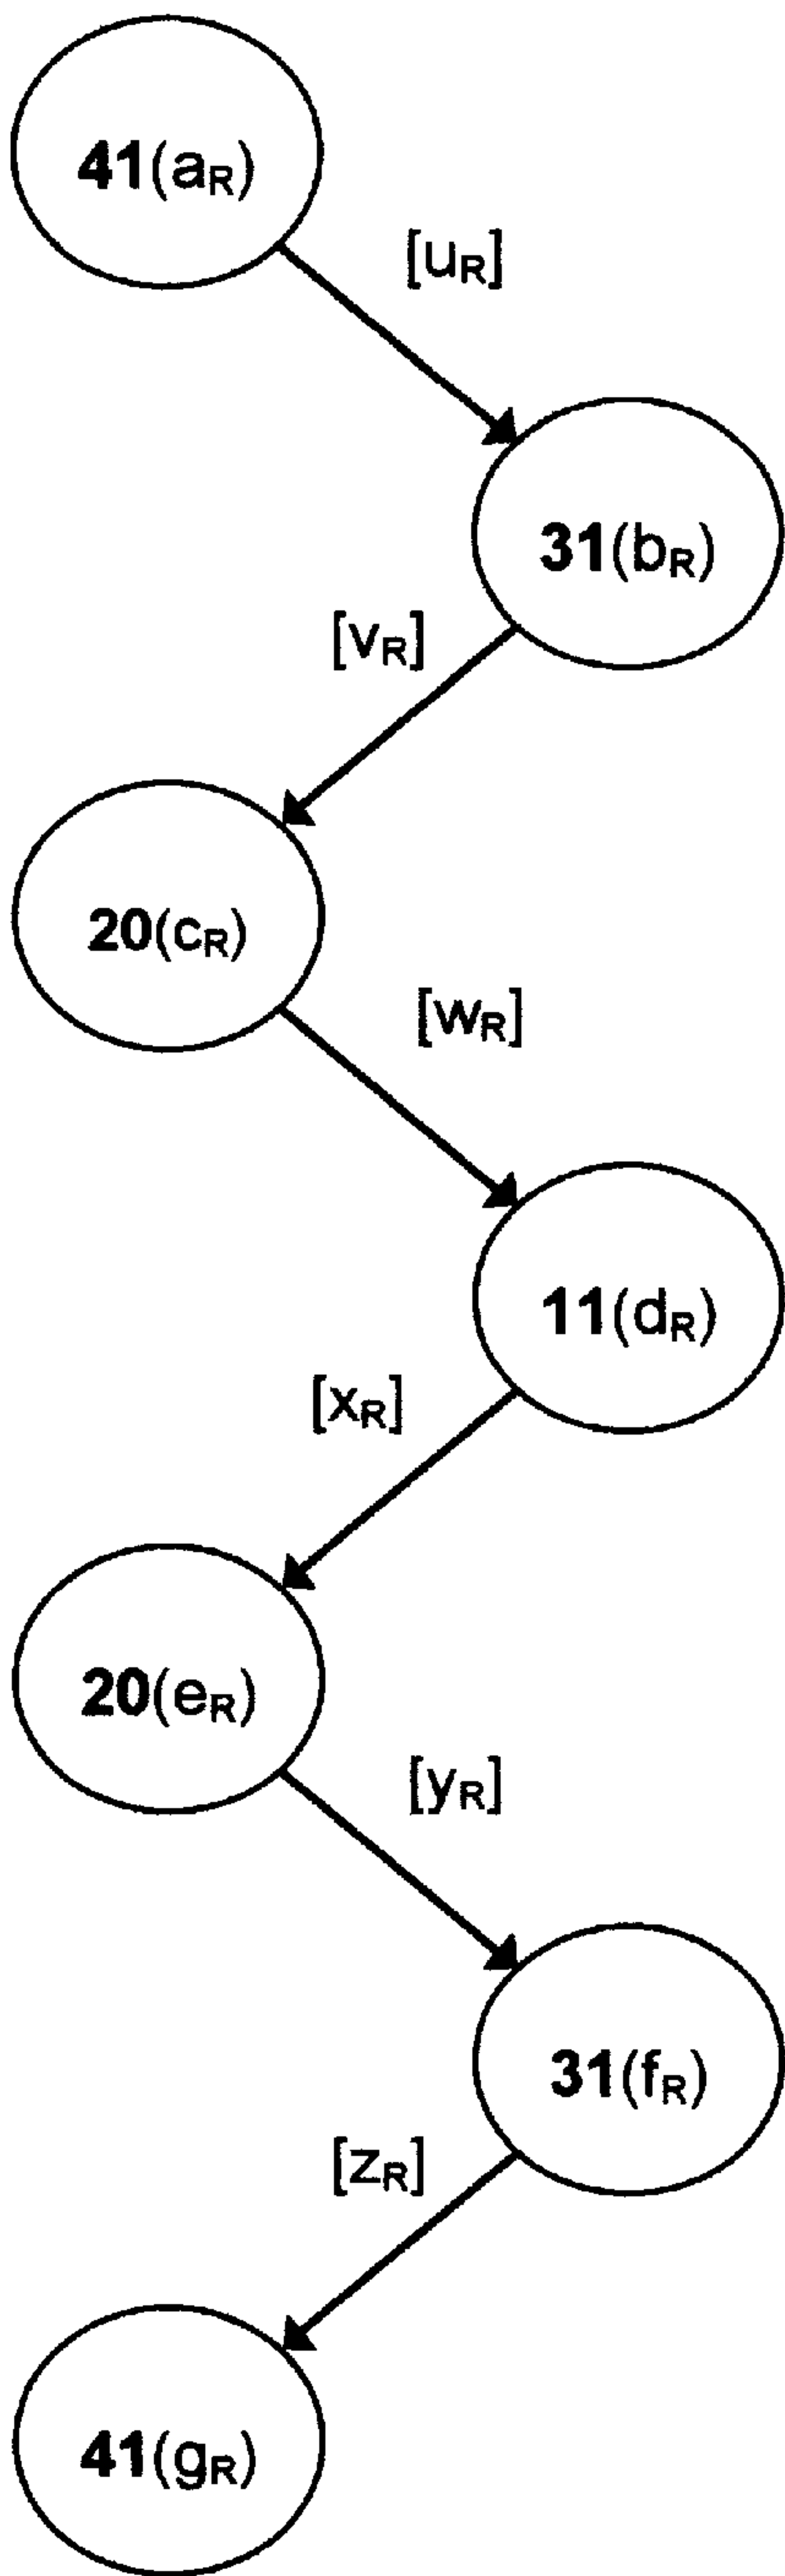 41(aR)
[uR]
31(bR)
[vR]
20(cR)
[wR]
11(dR)
[xR]
20(eR)
[yR]
31(fR)
[zR]
41(gR)